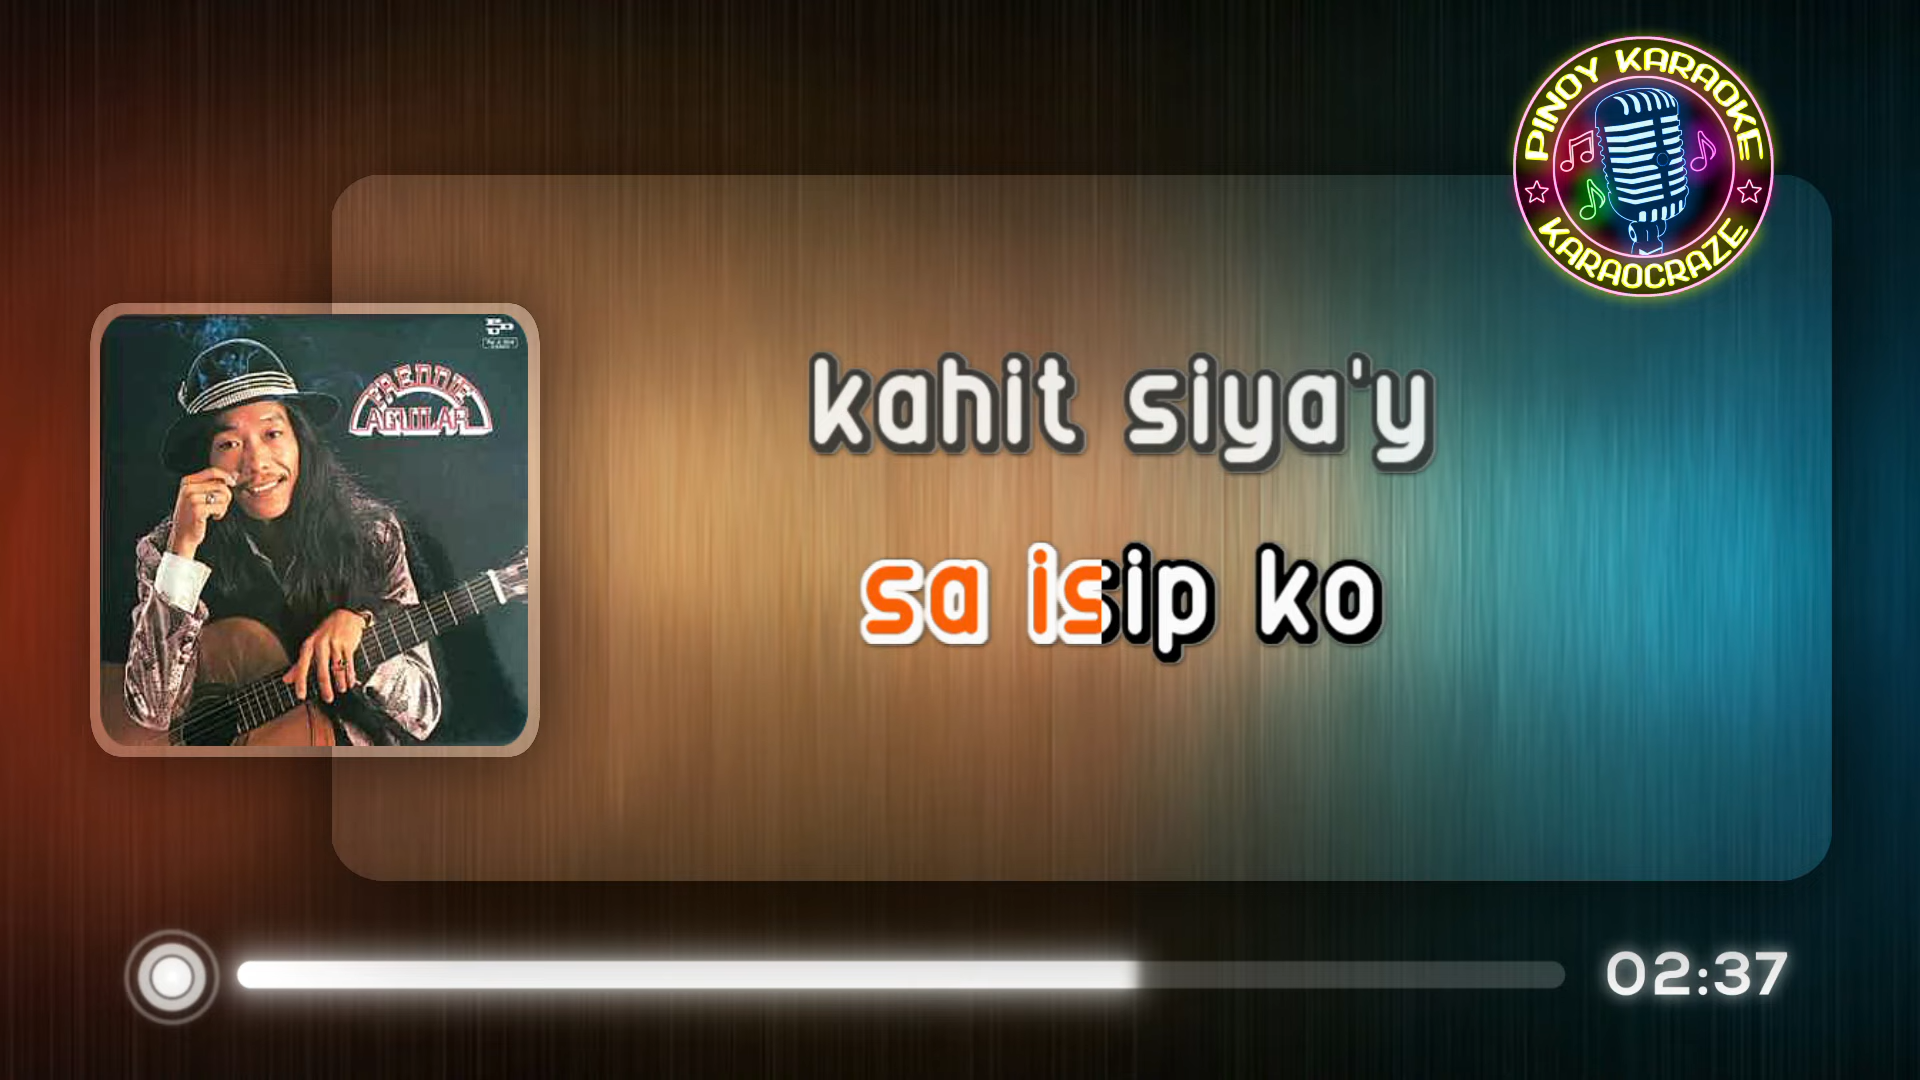 PINOY KARAOKE
KARAOCRAZE
FREDDIE
AGUILAR
kahit siya'y
sa isip ko
02:37